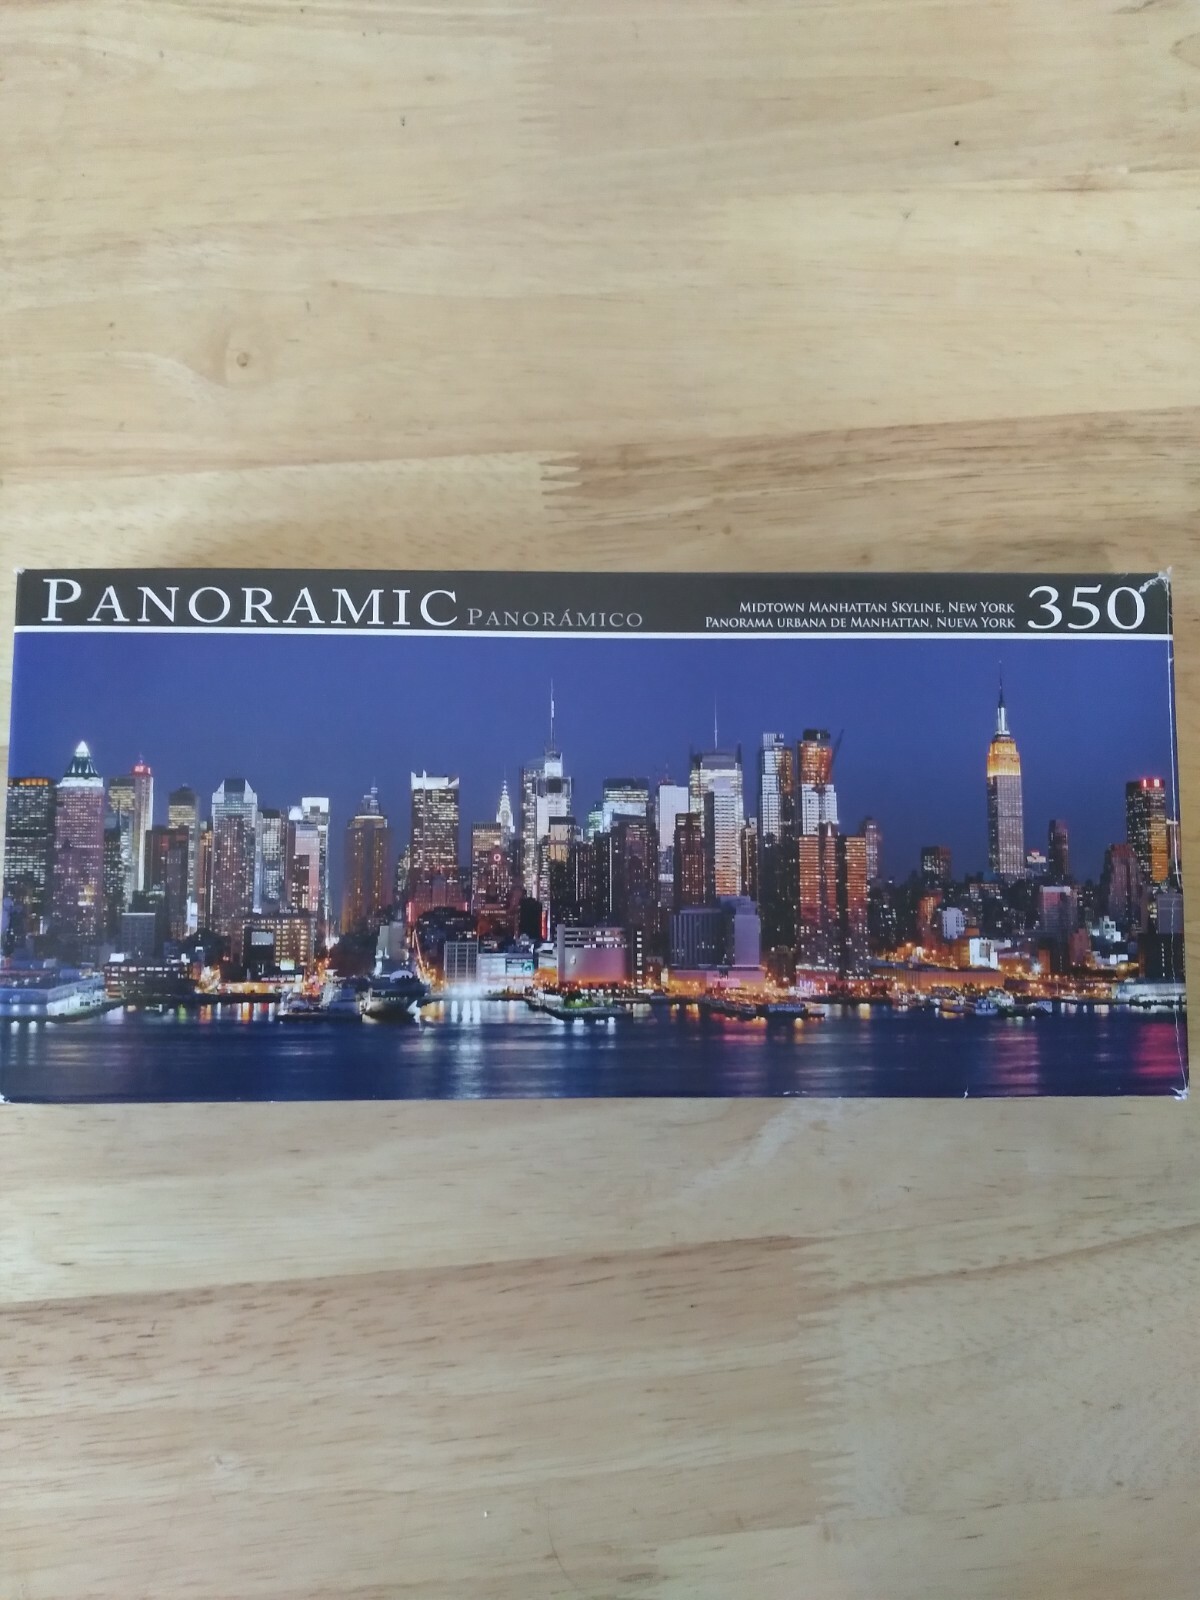 PANORAMIC PANORÁMICO
MIDTOWN MANHATTAN SKYLINE, NEW YORK
PANORAMA URBANA DE MANHATTAN, NUEVA YORK
350